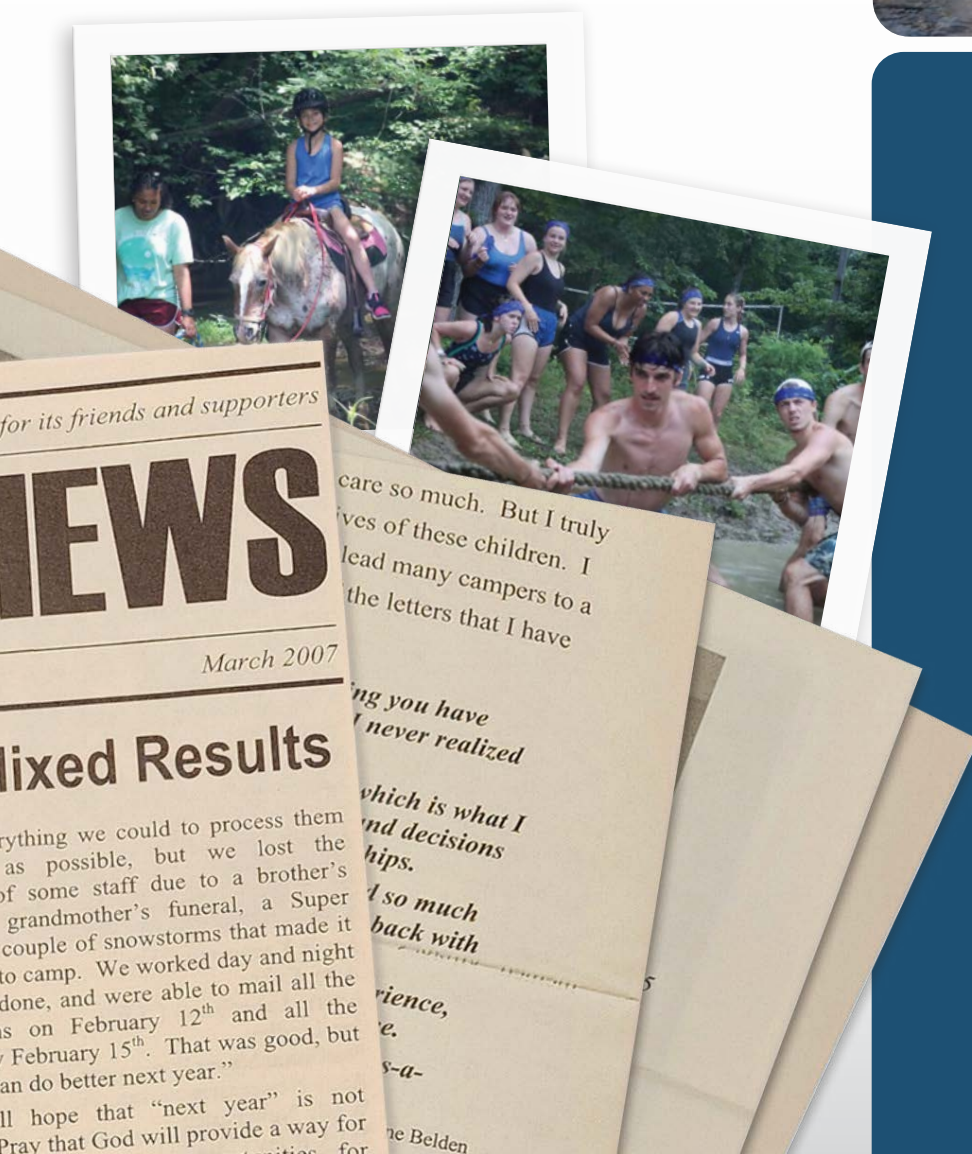 for its friends and supporters
NEWS
March 2007
Mixed Results
rything we could to process them
as possible, but we lost the
of some staff due to a brother’s
grandmother’s funeral, a Super
couple of snowstorms that made it
to camp. We worked day and night
done, and were able to mail all the
ns on February 12th and all the
y February 15th. That was good, but
an do better next year.”
ll hope that “next year” is not
Pray that God will provide a way for
for
care so much. But I truly
ves of these children. I
lead many campers to a
the letters that I have
ing you have
I never realized
which is what I
nd decisions
hips.
d so much
back with
rience,
e.
s-a-
ne Belden
5